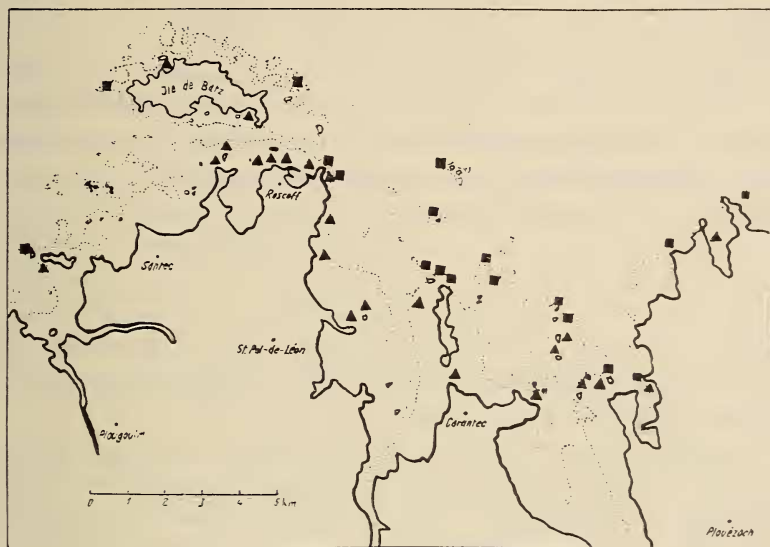 Ile de Batz
Roscoff
Santec
St. Pol-de-Léon
Carantec
Plougoulm
0 1 2 3 4 5 km
Plouézoch